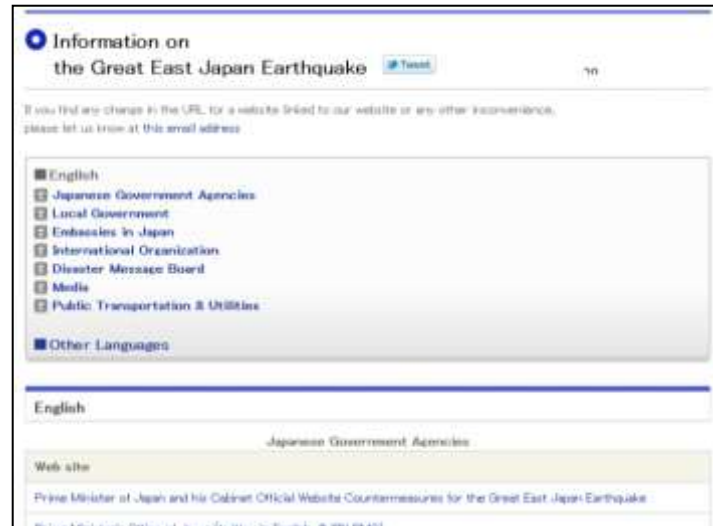 Information on
the Great East Japan Earthquake Tweet
If you find any change in the URL for a website linked to our website or any other inconvenience,
please let us know at this email address
English
Japanese Government Agencies
Local Government
Embassies in Japan
International Organization
Disaster Message Board
Media
Public Transportation & Utilities
Other Languages
English
Japanese Government Agencies
Web site
Prime Minister of Japan and his Cabinet Official Website Countermeasures for the Great East Japan Earthquake